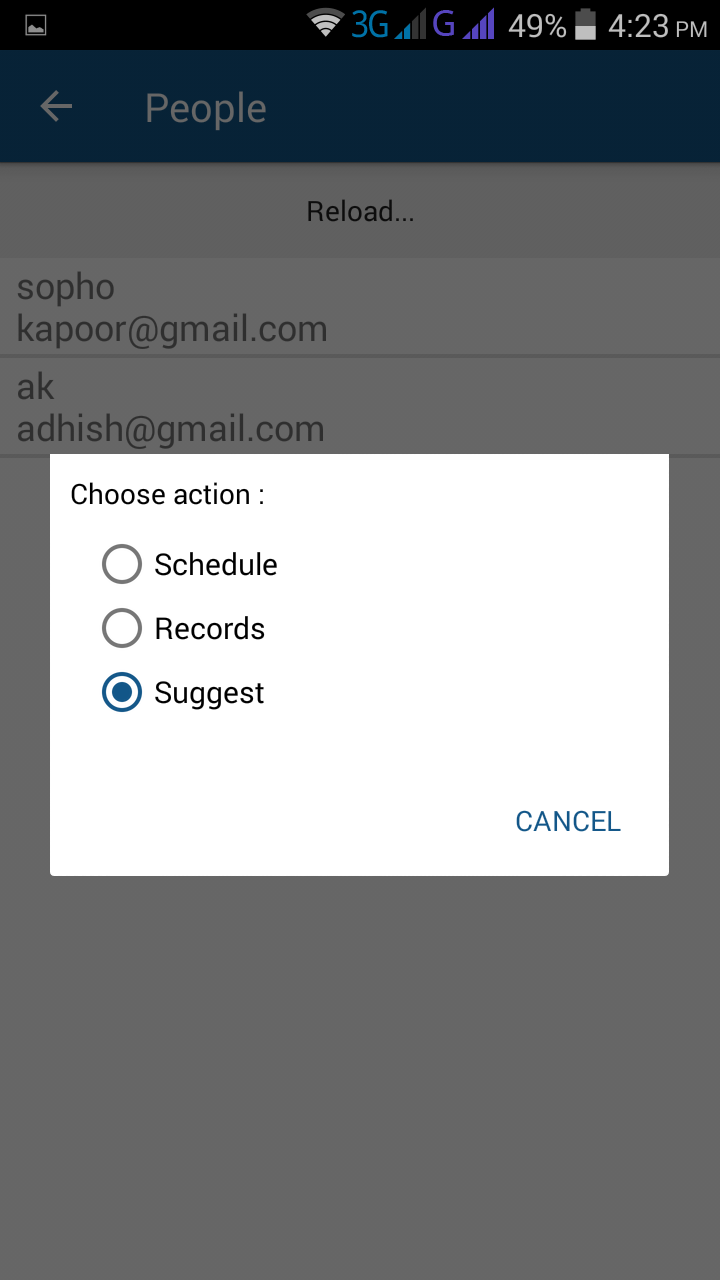 3G G 49% 4:23 PM
People
Reload...
sopho
kapoor@gmail.com
ak
adhish@gmail.com
Choose action :
Schedule
Records
Suggest
CANCEL